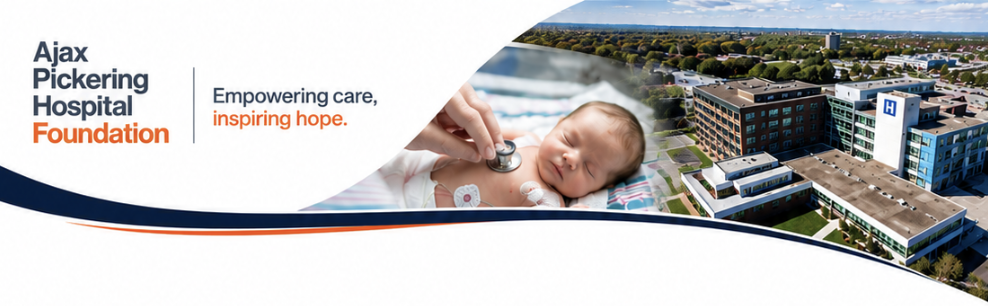 Ajax
Pickering
Hospital
Foundation
Empowering care,
inspiring hope.
H